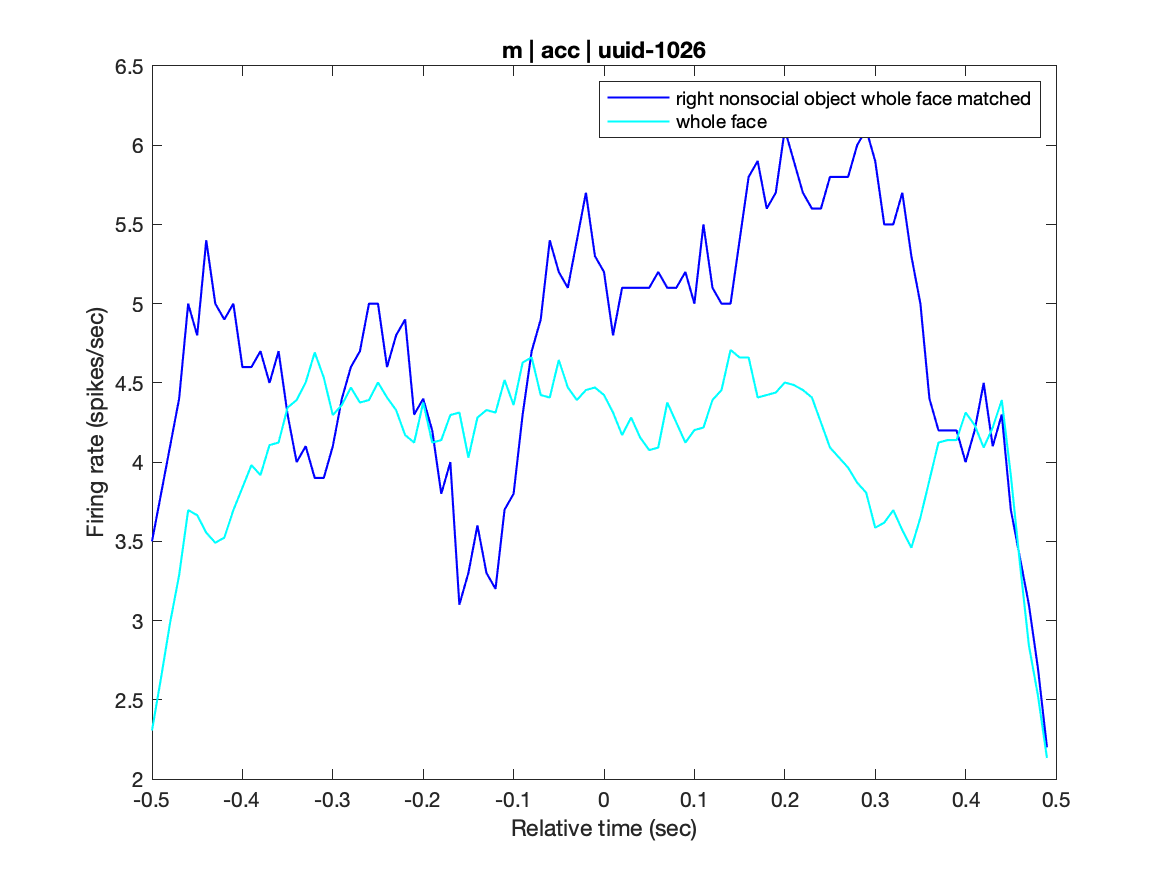 m | acc | uuid-1026
6.5
6
5.5
5
4.5
4
3.5
3
2.5
2
Firing rate (spikes/sec)
right nonsocial object whole face matched
whole face
-0.5 -0.4 -0.3 -0.2 -0.1 0 0.1 0.2 0.3 0.4 0.5
Relative time (sec)